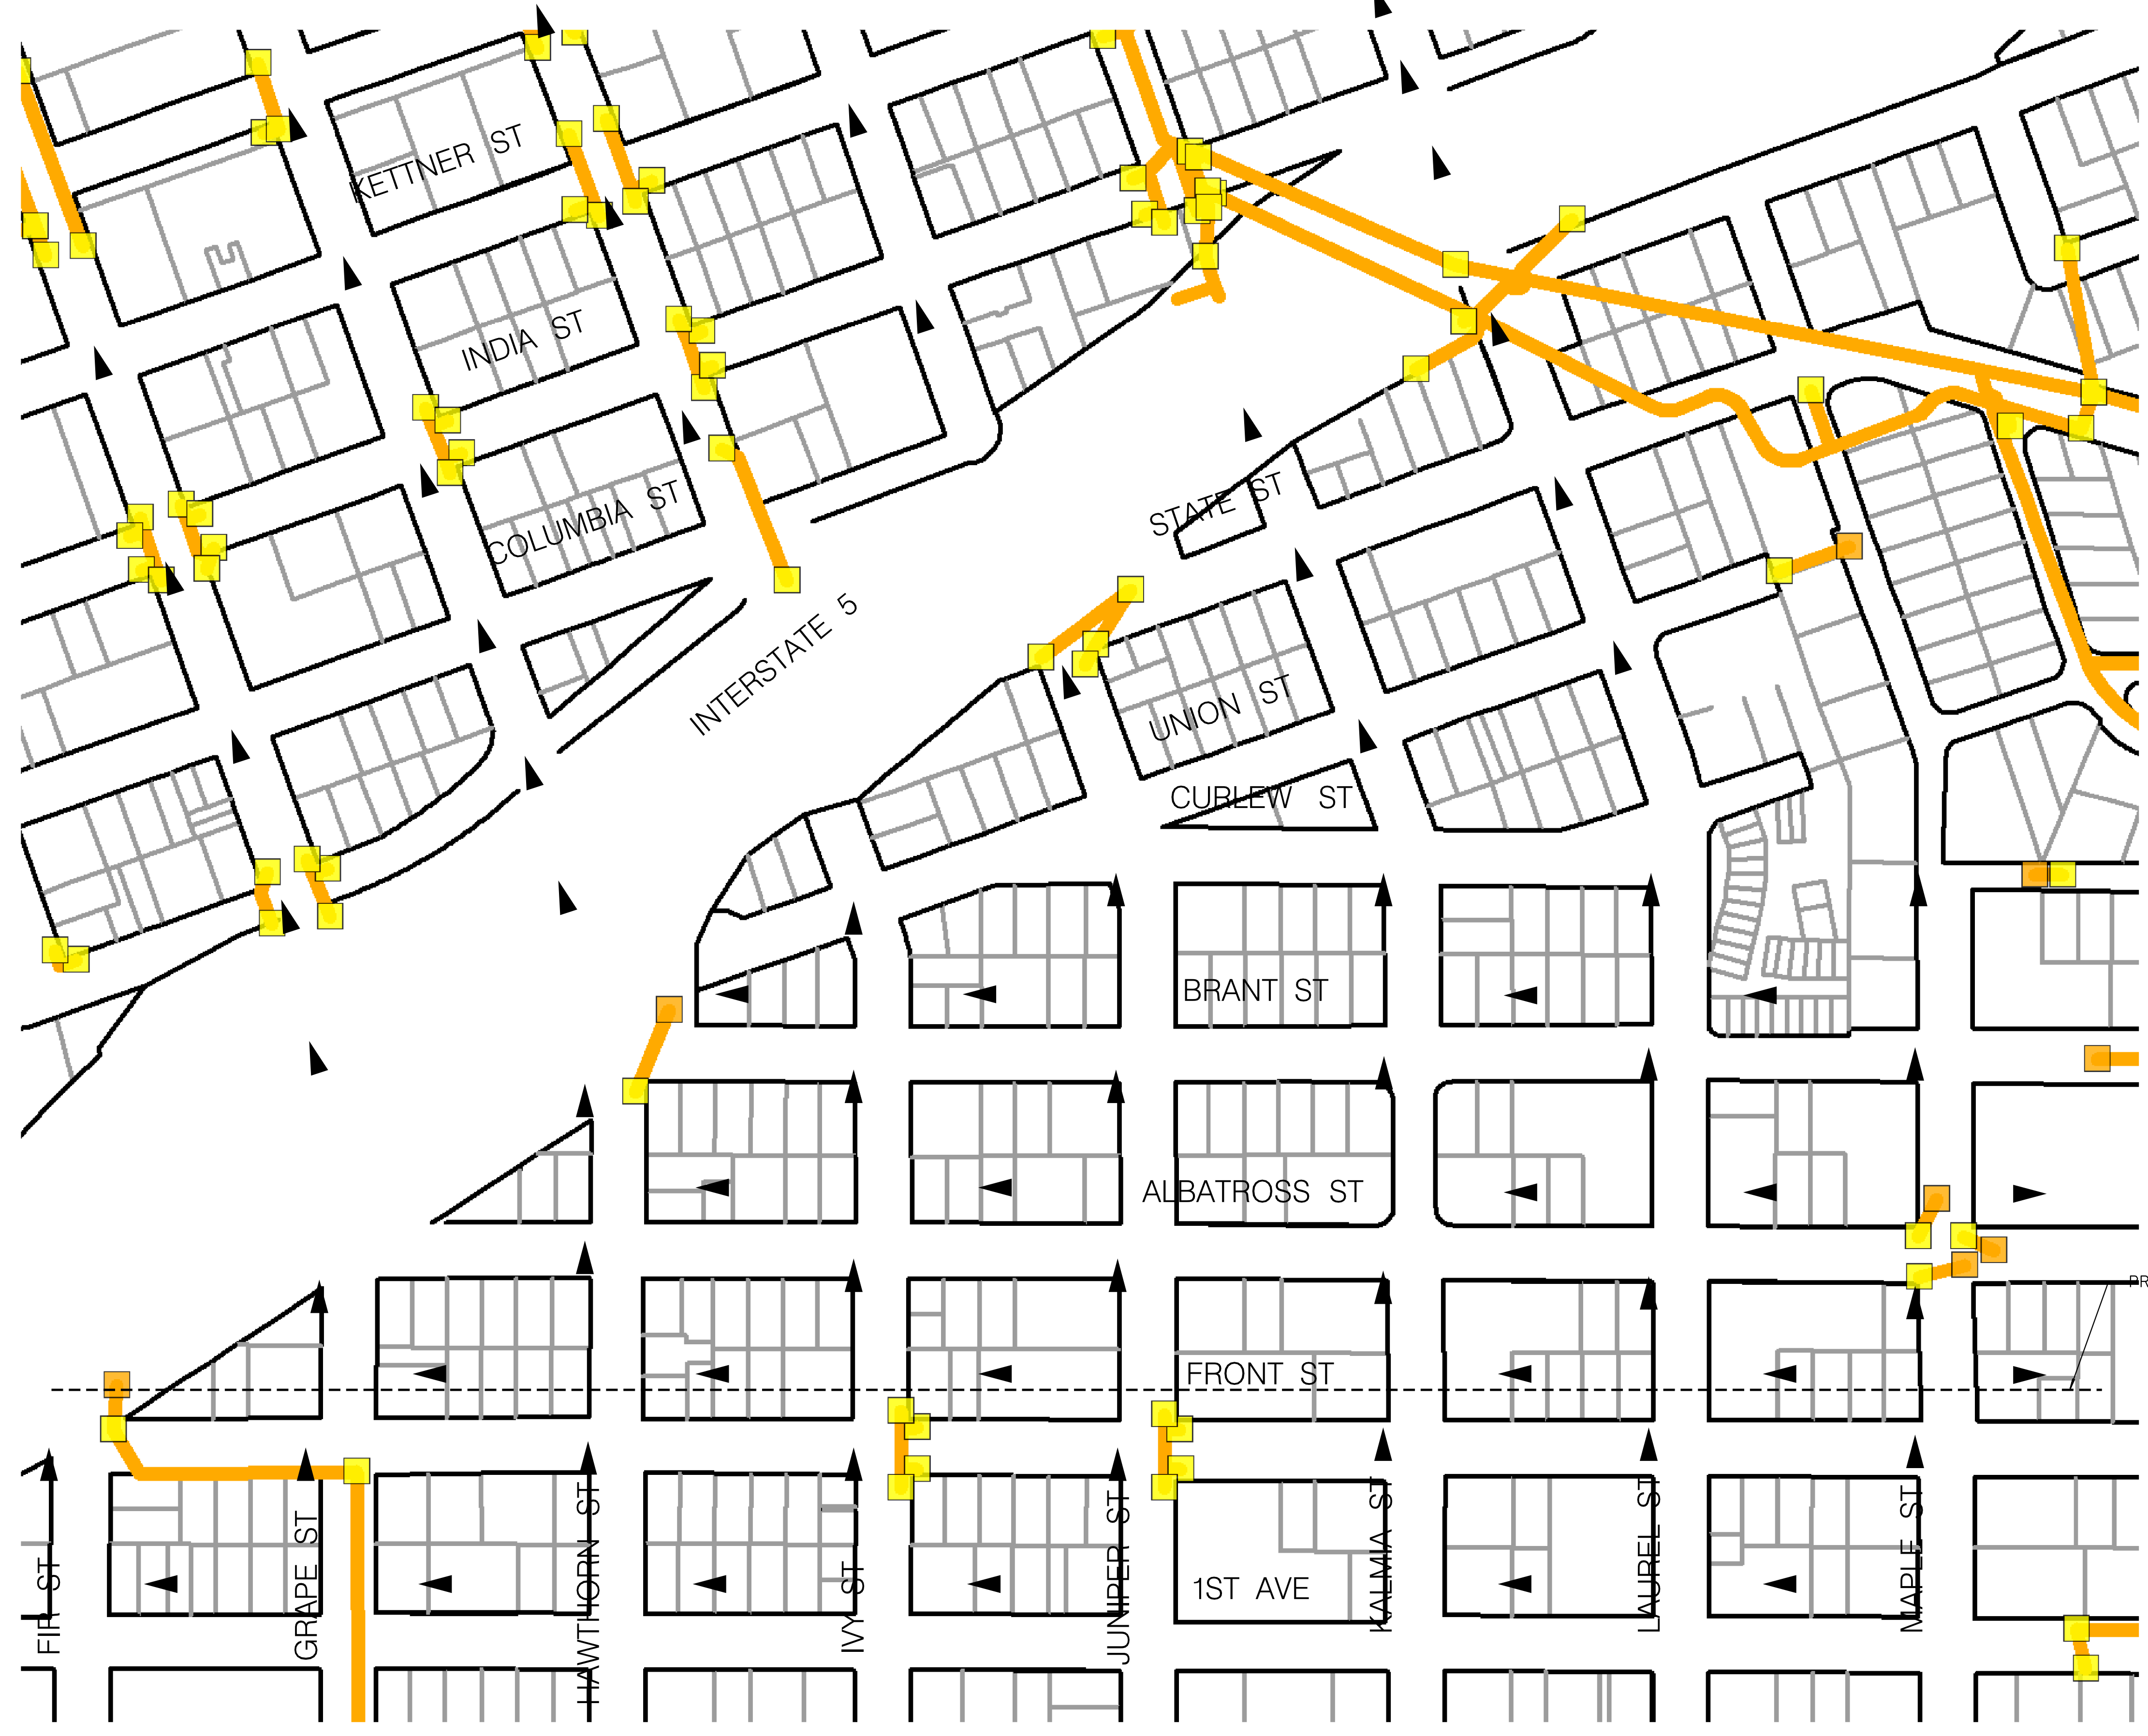 KETTNER ST
INDIA ST
COLUMBIA ST
STATE ST
INTERSTATE 5
UNION ST
CURLEW ST
BRANT ST
ALBATROSS ST
PR
FRONT ST
1ST AVE
FIR ST
GRAPE ST
HAWTHORN ST
IVY ST
JUNIPER ST
KALMIA ST
LAUREL ST
MAPLE ST